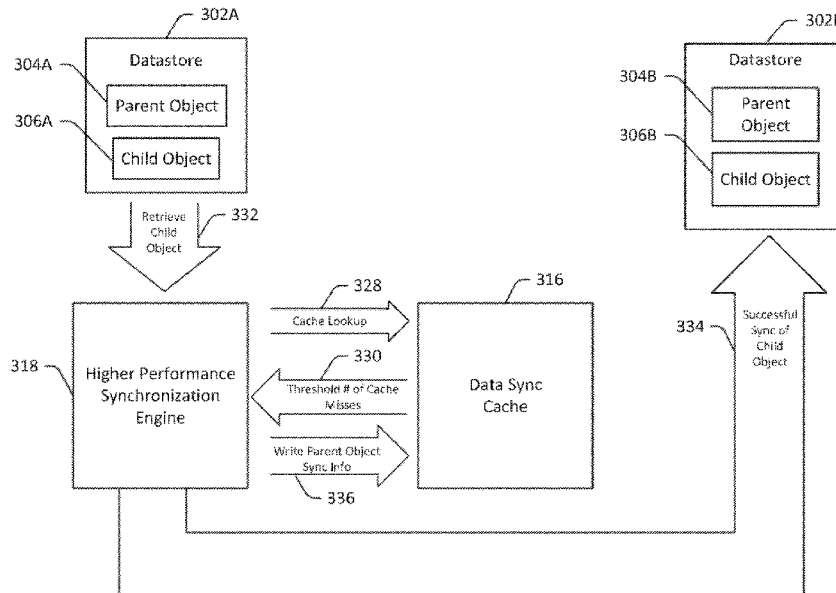 302A
Datastore
304A
Parent Object
306A
Child Object
Retrieve
Child
Object
332
302
Datastore
304B
Parent
Object
306B
Child Object
328
Cache Lookup
316
318
Higher Performance
Synchronization
Engine
330
Threshold # of Cache
Misses
Data Sync
Cache
Write Parent Object
Sync Info
336
334
Successful
Sync of
Child
Object